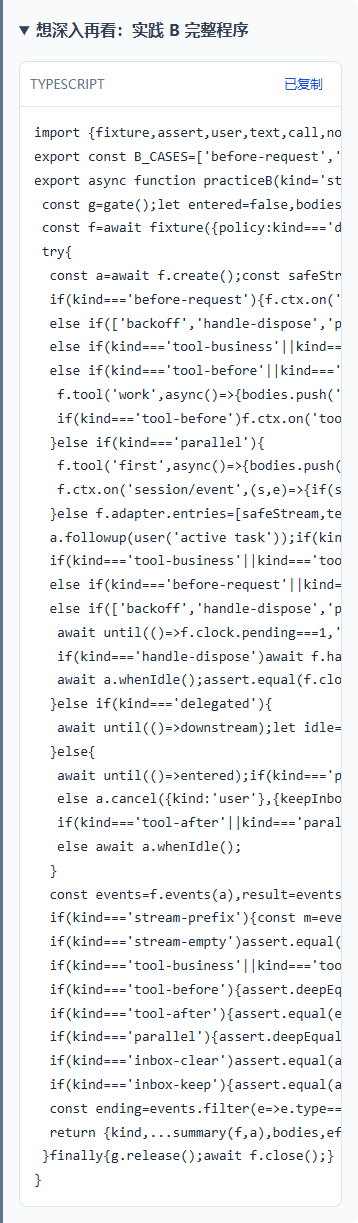 ▼ 想深入再看：实践 B 完整程序
TYPESCRIPT 已复制
import {fixture,assert,user,text,call,no
export const B_CASES=['before-request','
export async function practiceB(kind='st
 const g=gate();let entered=false,bodies
 const f=await fixture({policy:kind==='d
 try{
  const a=await f.create();const safeStr
  if(kind==='before-request'){f.ctx.on('
  else if(['backoff','handle-dispose','p
  else if(kind==='tool-business'||kind==
  else if(kind==='tool-before'||kind==='
   f.tool('work',async()=>{bodies.push('
   if(kind==='tool-before')f.ctx.on('too
  }else if(kind==='parallel'){
   f.tool('first',async()=>{bodies.push(
   f.ctx.on('session/event',(s,e)=>{if(s
  }else f.adapter.entries=[safeStream,te
  a.followup(user('active task'));if(kin
  if(kind==='tool-business'||kind==='too
  else if(kind==='before-request'||kind=
  else if(['backoff','handle-dispose','p
   await until(()=>f.clock.pending===1,'
   if(kind==='handle-dispose')await f.ha
   await a.whenIdle();assert.equal(f.clo
  }else if(kind==='delegated'){
   await until(()=>downstream);let idle=
  }else{
   await until(()=>entered);if(kind==='p
   else a.cancel({kind:'user'},{keepInbo
   if(kind==='tool-after'||kind==='paral
   else await a.whenIdle();
  }
  const events=f.events(a),result=events
  if(kind==='stream-prefix'){const m=eve
  if(kind==='stream-empty')assert.equal(
  if(kind==='tool-business'||kind==='too
  if(kind==='tool-before'){assert.deepEq
  if(kind==='tool-after'){assert.equal(e
  if(kind==='parallel'){assert.deepEqual
  if(kind==='inbox-clear')assert.equal(a
  if(kind==='inbox-keep'){assert.equal(a
  const ending=events.filter(e=>e.type==
  return {kind,...summary(f,a),bodies,ef
 }finally{g.release();await f.close();}
}